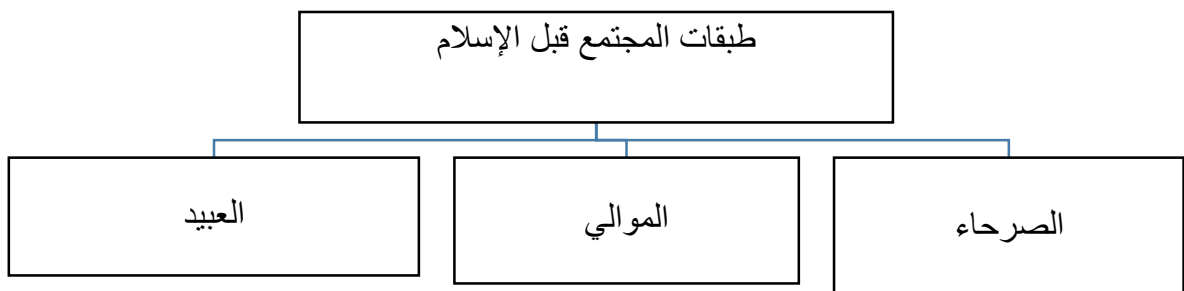 طبقات المجتمع قبل الإسلام
الصرحاء
الموالي
العبيد